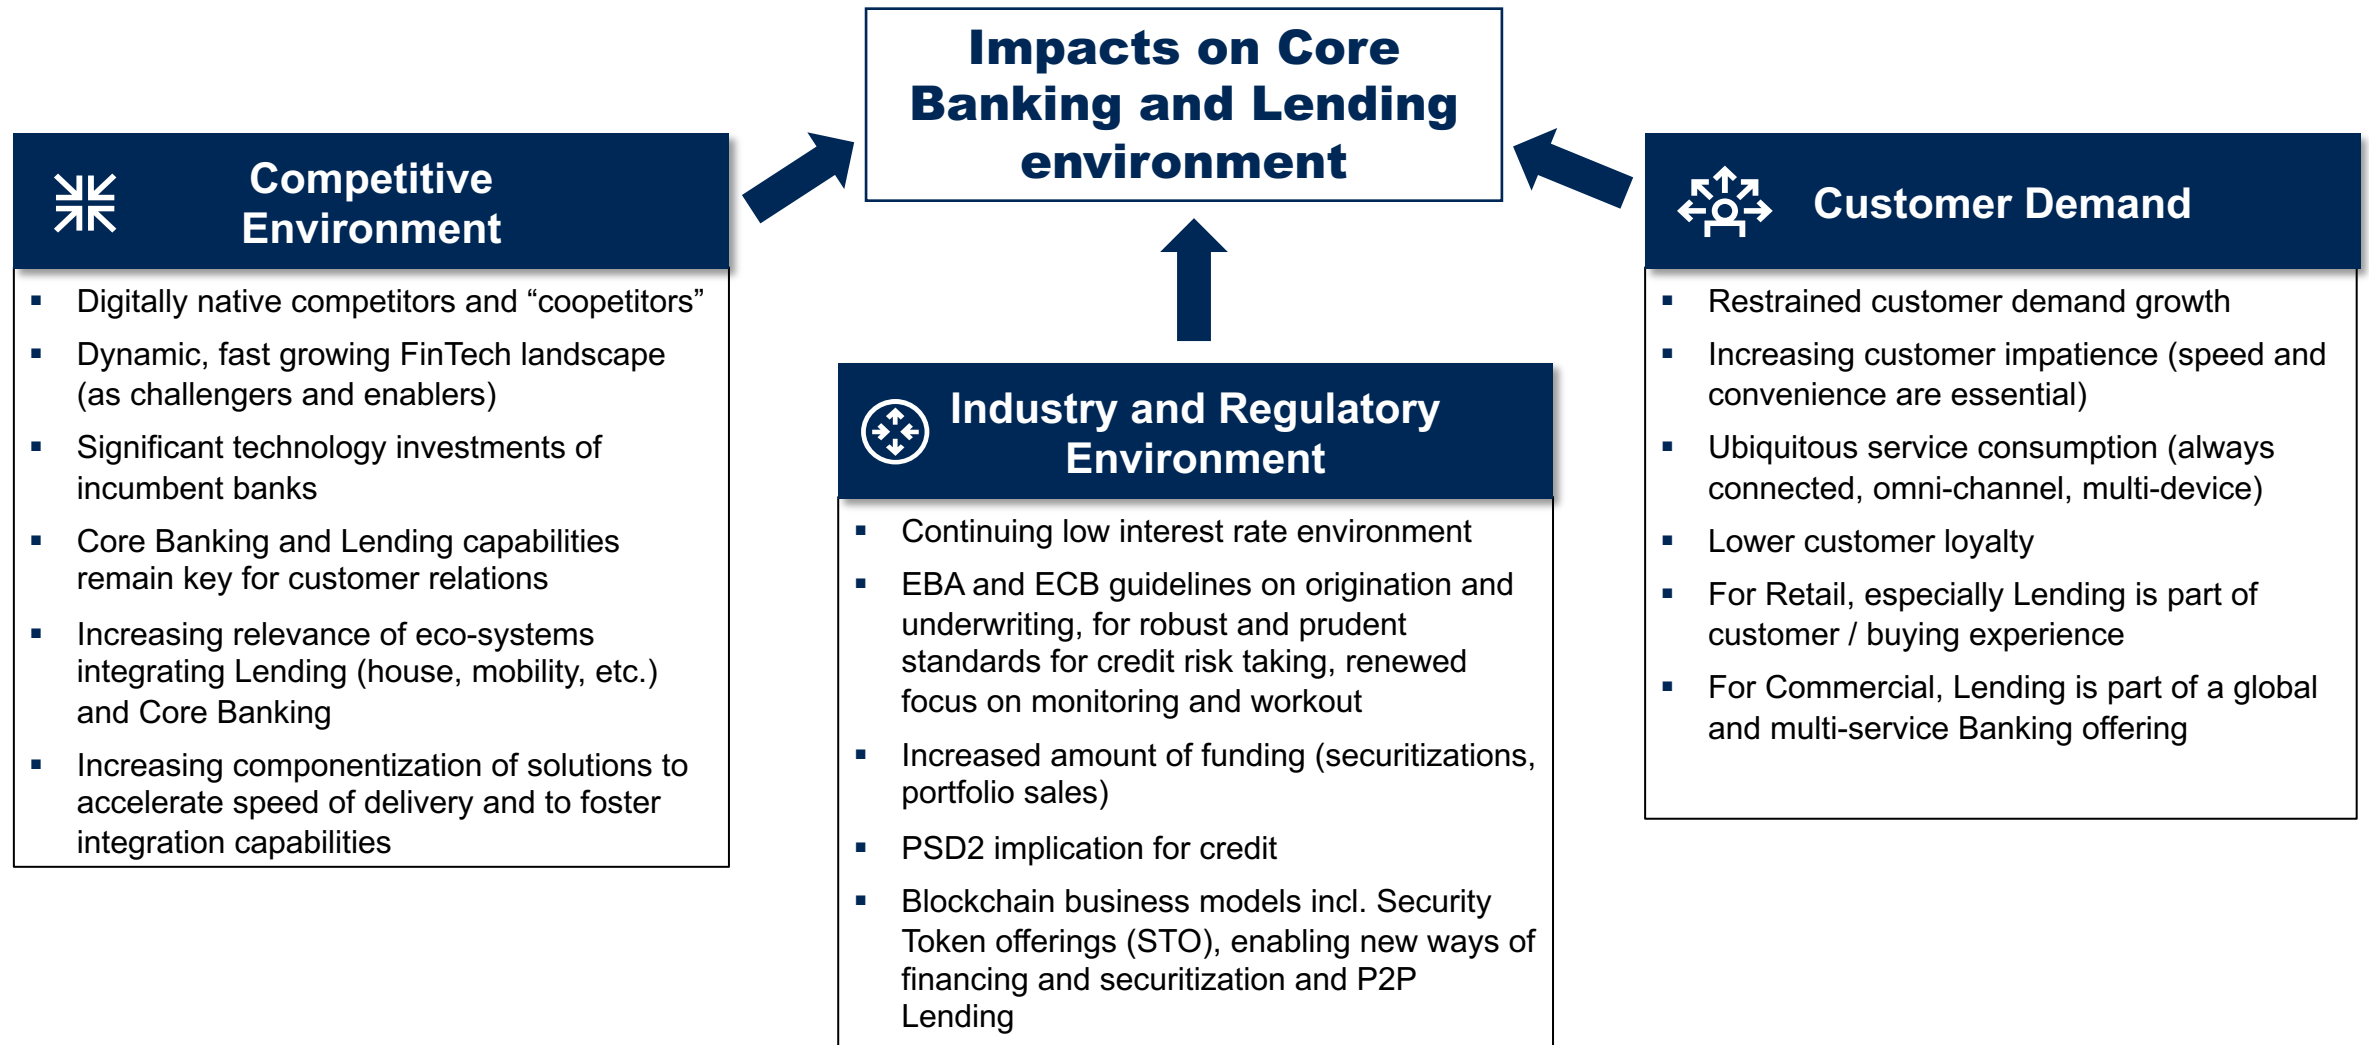 Impacts on Core
Banking and Lending
environment
Competitive
Environment
▪ Digitally native competitors and “coopetitors”
▪ Dynamic, fast growing FinTech landscape
(as challengers and enablers)
▪ Significant technology investments of
incumbent banks
▪ Core Banking and Lending capabilities
remain key for customer relations
▪ Increasing relevance of eco-systems
integrating Lending (house, mobility, etc.)
and Core Banking
▪ Increasing componentization of solutions to
accelerate speed of delivery and to foster
integration capabilities
Industry and Regulatory
Environment
▪ Continuing low interest rate environment
▪ EBA and ECB guidelines on origination and
underwriting, for robust and prudent
standards for credit risk taking, renewed
focus on monitoring and workout
▪ Increased amount of funding (securitizations,
portfolio sales)
▪ PSD2 implication for credit
▪ Blockchain business models incl. Security
Token offerings (STO), enabling new ways of
financing and securitization and P2P
Lending
Customer Demand
▪ Restrained customer demand growth
▪ Increasing customer impatience (speed and
convenience are essential)
▪ Ubiquitous service consumption (always
connected, omni-channel, multi-device)
▪ Lower customer loyalty
▪ For Retail, especially Lending is part of
customer / buying experience
▪ For Commercial, Lending is part of a global
and multi-service Banking offering